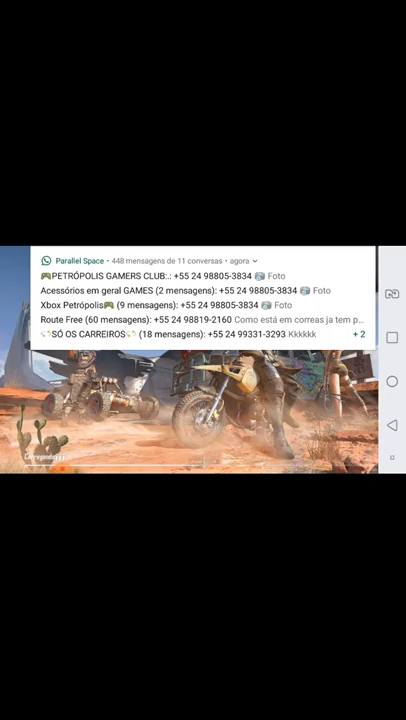 Parallel Space • 448 mensagens de 11 conversas • agora
🎮PETRÓPOLIS GAMERS CLUB:.: +55 24 98805-3834 📷 Foto
Acessórios em geral GAMES (2 mensagens): +55 24 98805-3834 📷 Foto
Xbox Petrópolis🎮 (9 mensagens): +55 24 98805-3834 📷 Foto
Route Free (60 mensagens): +55 24 98819-2160 Como está em correas ja tem p...
SÓ OS CARREIROS (18 mensagens): +55 24 99331-3293 Kkkkkk + 2
Carregando